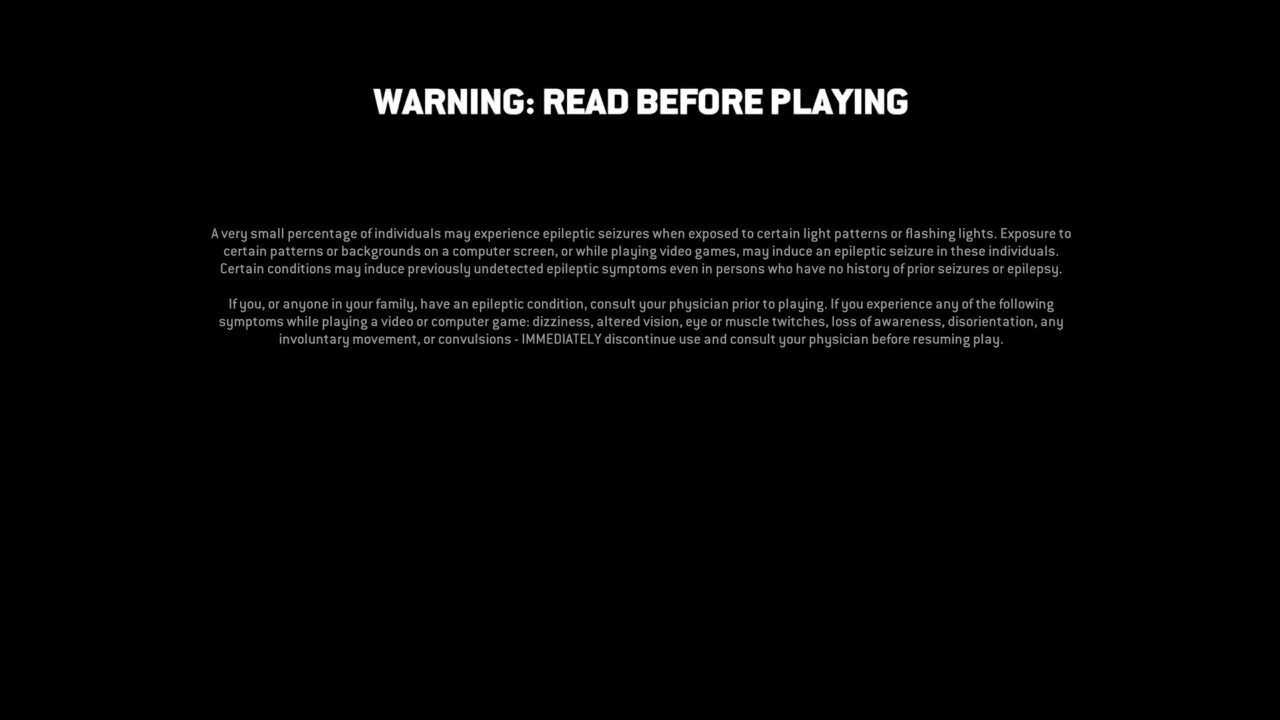 WARNING: READ BEFORE PLAYING
A very small percentage of individuals may experience epileptic seizures when exposed to certain light patterns or flashing lights. Exposure to
certain patterns or backgrounds on a computer screen, or while playing video games, may induce an epileptic seizure in these individuals.
Certain conditions may induce previously undetected epileptic symptoms even in persons who have no history of prior seizures or epilepsy.
If you, or anyone in your family, have an epileptic condition, consult your physician prior to playing. If you experience any of the following
symptoms while playing a video or computer game: dizziness, altered vision, eye or muscle twitches, loss of awareness, disorientation, any
involuntary movement, or convulsions - IMMEDIATELY discontinue use and consult your physician before resuming play.